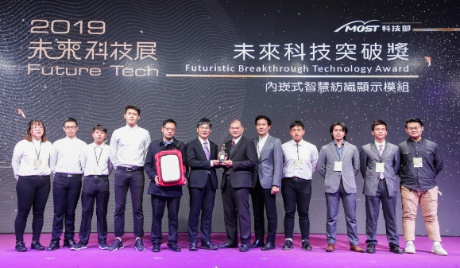 2019
未來科技展
Future Tech
MOST 科技部
未來科技突破獎
Futuristic Breakthrough Technology Award
內崁式智慧紡織顯示模組